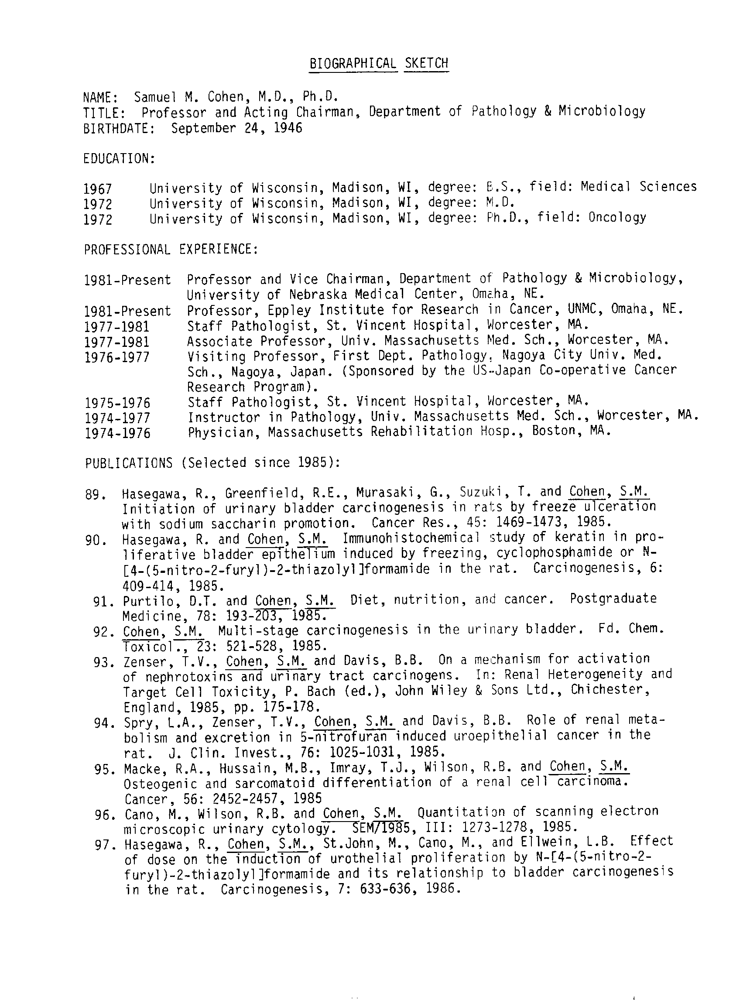 BIOGRAPHICAL SKETCH
NAME: Samuel M. Cohen, M.D., Ph.D.
TITLE: Professor and Acting Chairman, Department of Pathology & Microbiology
BIRTHDATE: September 24, 1946
EDUCATION:
1967 University of Wisconsin, Madison, WI, degree: B.S., field: Medical Sciences
1972 University of Wisconsin, Madison, WI, degree: M.D.
1972 University of Wisconsin, Madison, WI, degree: Ph.D., field: Oncology
PROFESSIONAL EXPERIENCE:
1981-Present Professor and Vice Chairman, Department of Pathology & Microbiology,
University of Nebraska Medical Center, Omaha, NE.
1981-Present Professor, Eppley Institute for Research in Cancer, UNMC, Omaha, NE.
1977-1981 Staff Pathologist, St. Vincent Hospital, Worcester, MA.
1977-1981 Associate Professor, Univ. Massachusetts Med. Sch., Worcester, MA.
1976-1977 Visiting Professor, First Dept. Pathology, Nagoya City Univ. Med.
Sch., Nagoya, Japan. (Sponsored by the US-Japan Co-operative Cancer
Research Program).
1975-1976 Staff Pathologist, St. Vincent Hospital, Worcester, MA.
1974-1977 Instructor in Pathology, Univ. Massachusetts Med. Sch., Worcester, MA.
1974-1976 Physician, Massachusetts Rehabilitation Hosp., Boston, MA.
PUBLICATIONS (Selected since 1985):
89. Hasegawa, R., Greenfield, R.E., Murasaki, G., Suzuki, T. and Cohen, S.M.
Initiation of urinary bladder carcinogenesis in rats by freeze ulceration
with sodium saccharin promotion. Cancer Res., 45: 1469-1473, 1985.
90. Hasegawa, R. and Cohen, S.M. Immunohistochemical study of keratin in pro-
liferative bladder epithelium induced by freezing, cyclophosphamide or N-
[4-(5-nitro-2-furyl)-2-thiazolyl]formamide in the rat. Carcinogenesis, 6:
409-414, 1985.
91. Purtilo, D.T. and Cohen, S.M. Diet, nutrition, and cancer. Postgraduate
Medicine, 78: 193-203, 1985.
92. Cohen, S.M. Multi-stage carcinogenesis in the urinary bladder. Fd. Chem.
Toxicol., 23: 521-528, 1985.
93. Zenser, T.V., Cohen, S.M. and Davis, B.B. On a mechanism for activation
of nephrotoxins and urinary tract carcinogens. In: Renal Heterogeneity and
Target Cell Toxicity, P. Bach (ed.), John Wiley & Sons Ltd., Chichester,
England, 1985, pp. 175-178.
94. Spry, L.A., Zenser, T.V., Cohen, S.M. and Davis, B.B. Role of renal meta-
bolism and excretion in 5-nitrofuran induced uroepithelial cancer in the
rat. J. Clin. Invest., 76: 1025-1031, 1985.
95. Macke, R.A., Hussain, M.B., Imray, T.J., Wilson, R.B. and Cohen, S.M.
Osteogenic and sarcomatoid differentiation of a renal cell carcinoma.
Cancer, 56: 2452-2457, 1985
96. Cano, M., Wilson, R.B. and Cohen, S.M. Quantitation of scanning electron
microscopic urinary cytology. SEM/1985, III: 1273-1278, 1985.
97. Hasegawa, R., Cohen, S.M., St.John, M., Cano, M., and Ellwein, L.B. Effect
of dose on the induction of urothelial proliferation by N-[4-(5-nitro-2-
furyl)-2-thiazolyl]formamide and its relationship to bladder carcinogenesis
in the rat. Carcinogenesis, 7: 633-636, 1986.